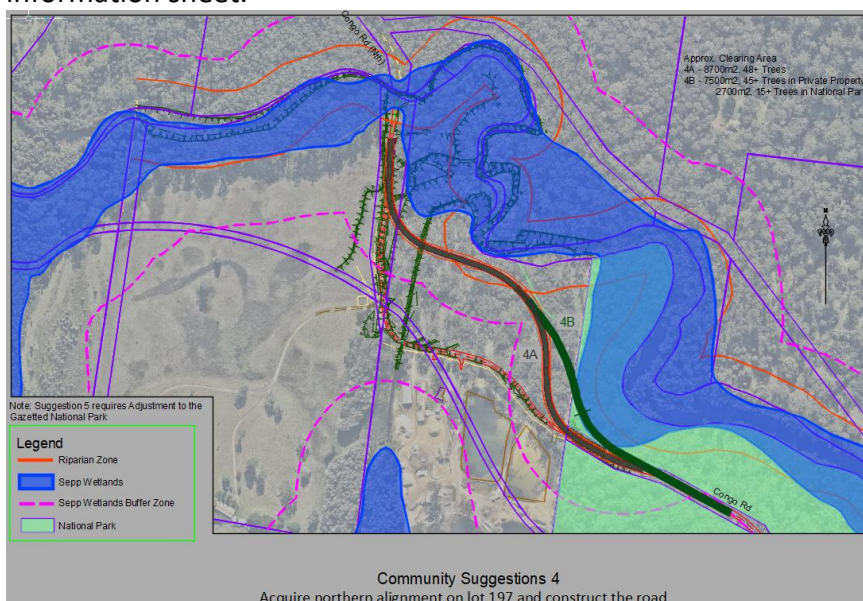 information sheet.
Congo Rd (Nth)
Approx. Clearing Area
4A - 8700m2, 48+ Trees
4B - 7500m2, 45+ Trees in Private Property
2700m2, 15+ Trees in National Park
N
4B
4A
Note: Suggestion 5 requires Adjustment to the
Gazetted National Park
Legend
Riparian Zone
Sepp Wetlands
Sepp Wetlands Buffer Zone
National Park
Congo Rd
Community Suggestions 4
Acquire northern alignment on lot 197 and construct the road